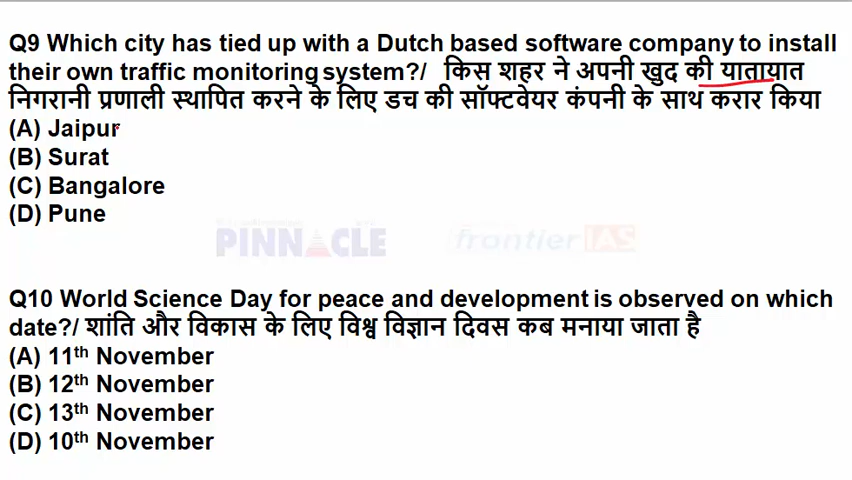 Q9 Which city has tied up with a Dutch based software company to install
their own traffic monitoring system?/ किस शहर ने अपनी खुद की यातायात
निगरानी प्रणाली स्थापित करने के लिए डच की सॉफ्टवेयर कंपनी के साथ करार किया
(A) Jaipur
(B) Surat
(C) Bangalore
(D) Pune
PINNACLE frontier IAS
Q10 World Science Day for peace and development is observed on which
date?/ शांति और विकास के लिए विश्व विज्ञान दिवस कब मनाया जाता है
(A) 11th November
(B) 12th November
(C) 13th November
(D) 10th November